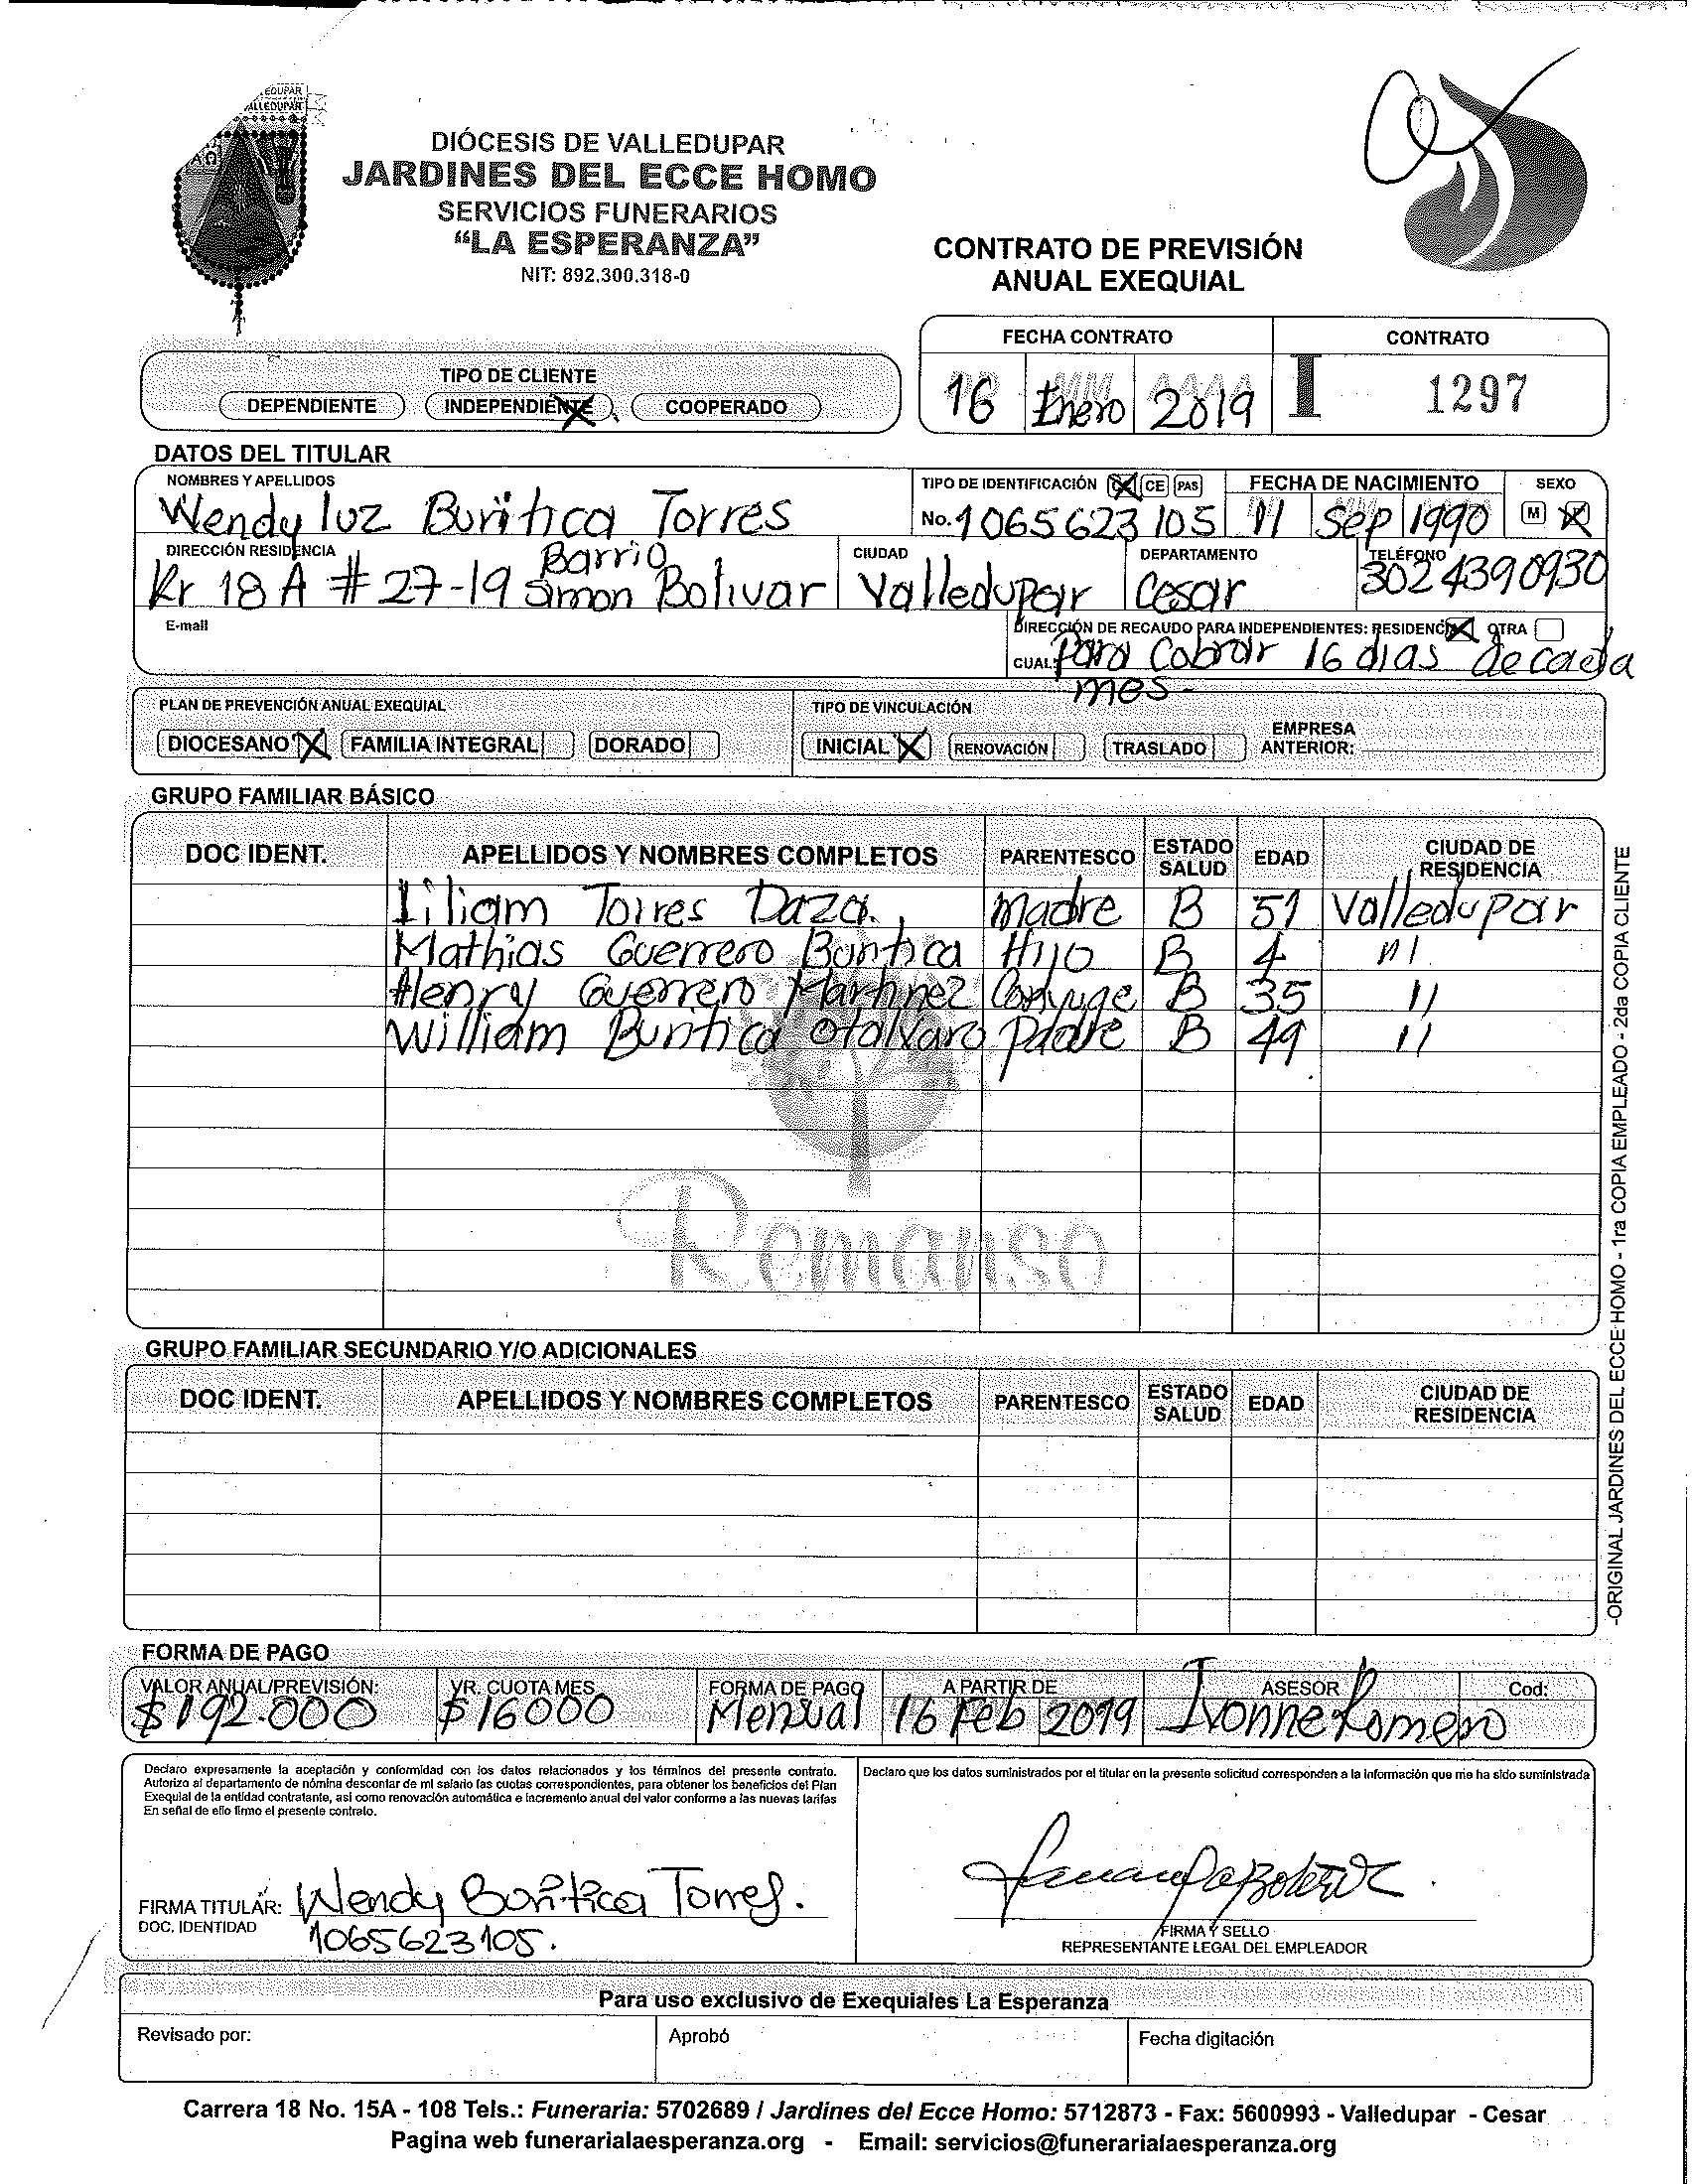 DIÓCESIS DE VALLEDUPAR
JARDINES DEL ECCE HOMO
SERVICIOS FUNERARIOS
“LA ESPERANZA”
NIT: 892.300.318-0
CONTRATO DE PREVISIÓN
ANUAL EXEQUIAL
FECHA CONTRATO CONTRATO
16 Enero 2019 I 1297
TIPO DE CLIENTE
DEPENDIENTE INDEPENDIENTE X COOPERADO
DATOS DEL TITULAR
NOMBRES Y APELLIDOS TIPO DE IDENTIFICACIÓN X CE PAS FECHA DE NACIMIENTO SEXO
Wendy luz Buritica Torres No. 1065623105 11 Sep 1990 M X
DIRECCIÓN RESIDENCIA CIUDAD DEPARTAMENTO TELÉFONO
Kr 18 A # 27-19 Barrio Simon Bolivar Valledupar Cesar 3024390930
E-mail DIRECCIÓN DE RECAUDO PARA INDEPENDIENTES: RESIDENCIA X OTRA
CUAL: Para Cobrar 16 dias de cada
mes-
PLAN DE PREVENCIÓN ANUAL EXEQUIAL TIPO DE VINCULACIÓN
DIOCESANO X FAMILIA INTEGRAL DORADO INICIAL X RENOVACIÓN TRASLADO EMPRESA ANTERIOR:
GRUPO FAMILIAR BÁSICO
DOC IDENT. APELLIDOS Y NOMBRES COMPLETOS PARENTESCO ESTADO SALUD EDAD CIUDAD DE RESIDENCIA
Liliam Torres Daza. Madre B 51 Valledupar
Mathias Guerrero Buritica Hijo B 4 "
Henry Guerrero Martinez Conyuge B 35 "
William Buritica Otalvaro Padre B 49 "
Remanso
GRUPO FAMILIAR SECUNDARIO Y/O ADICIONALES
DOC IDENT. APELLIDOS Y NOMBRES COMPLETOS PARENTESCO ESTADO SALUD EDAD CIUDAD DE RESIDENCIA
-ORIGINAL JARDINES DEL ECCE HOMO - 1ra COPIA EMPLEADO - 2da COPIA CLIENTE
FORMA DE PAGO
VALOR ANUAL/PREVISIÓN: VR. CUOTA MES FORMA DE PAGO A PARTIR DE ASESOR Cod:
$192.000 $16000 Mensual 16 Feb 2019 Ivonne Romero
Declaro expresamente la aceptación y conformidad con los datos relacionados y los términos del presente contrato.
Autorizo al departamento de nómina descontar de mi salario las cuotas correspondientes, para obtener los beneficios del Plan
Exequial de la entidad contratante, asi como renovación automática e incremento anual del valor conforme a las nuevas tarifas
En señal de ello firmo el presente contrato.
Declaro que los datos suministrados por el titular en la presente solicitud corresponden a la información que me ha sido suministrada
FIRMA TITULAR: Wendy Buritica Torres.
DOC. IDENTIDAD 1065623105.
FIRMA Y SELLO
REPRESENTANTE LEGAL DEL EMPLEADOR
Para uso exclusivo de Exequiales La Esperanza
Revisado por: Aprobó Fecha digitación
Carrera 18 No. 15A - 108 Tels.: Funeraria: 5702689 / Jardines del Ecce Homo: 5712873 - Fax: 5600993 - Valledupar - Cesar
Pagina web funerarialaesperanza.org - Email: servicios@funerarialaesperanza.org